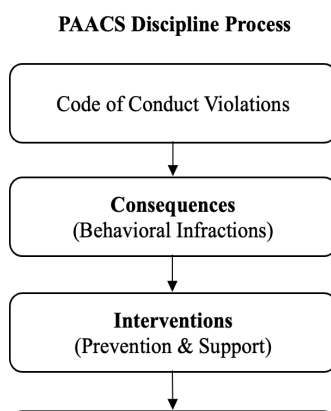 PAACS Discipline Process
Code of Conduct Violations
Consequences
(Behavioral Infractions)
Interventions
(Prevention & Support)